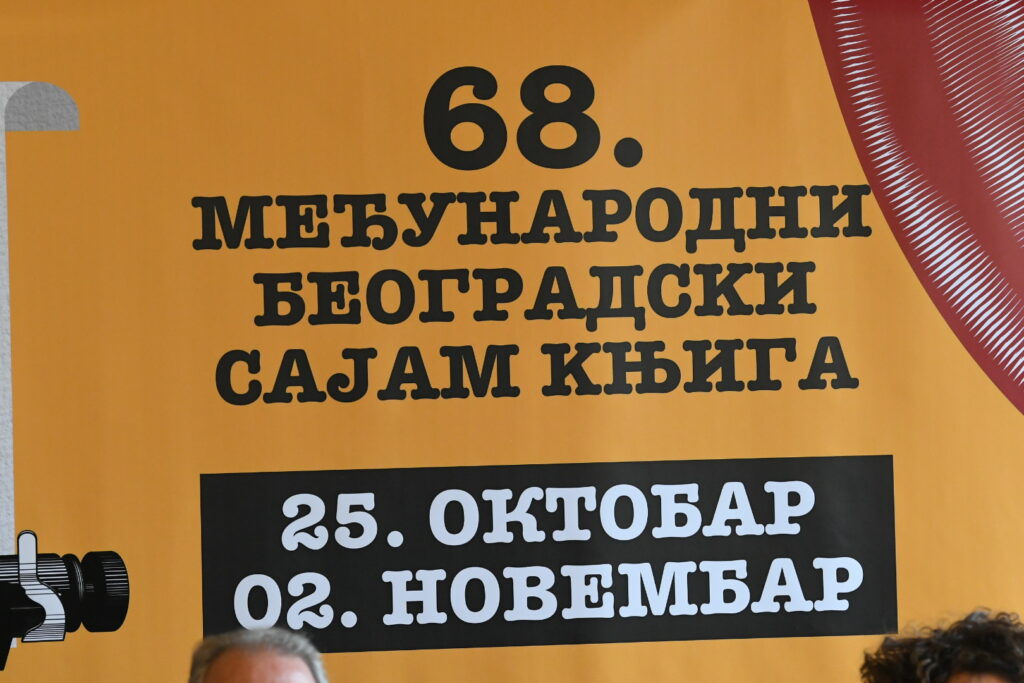 68.
МЕЂУНАРОДНИ
БЕОГРАДСКИ
САЈАМ КЊИГА
25. ОКТОБАР
02. НОВЕМБАР